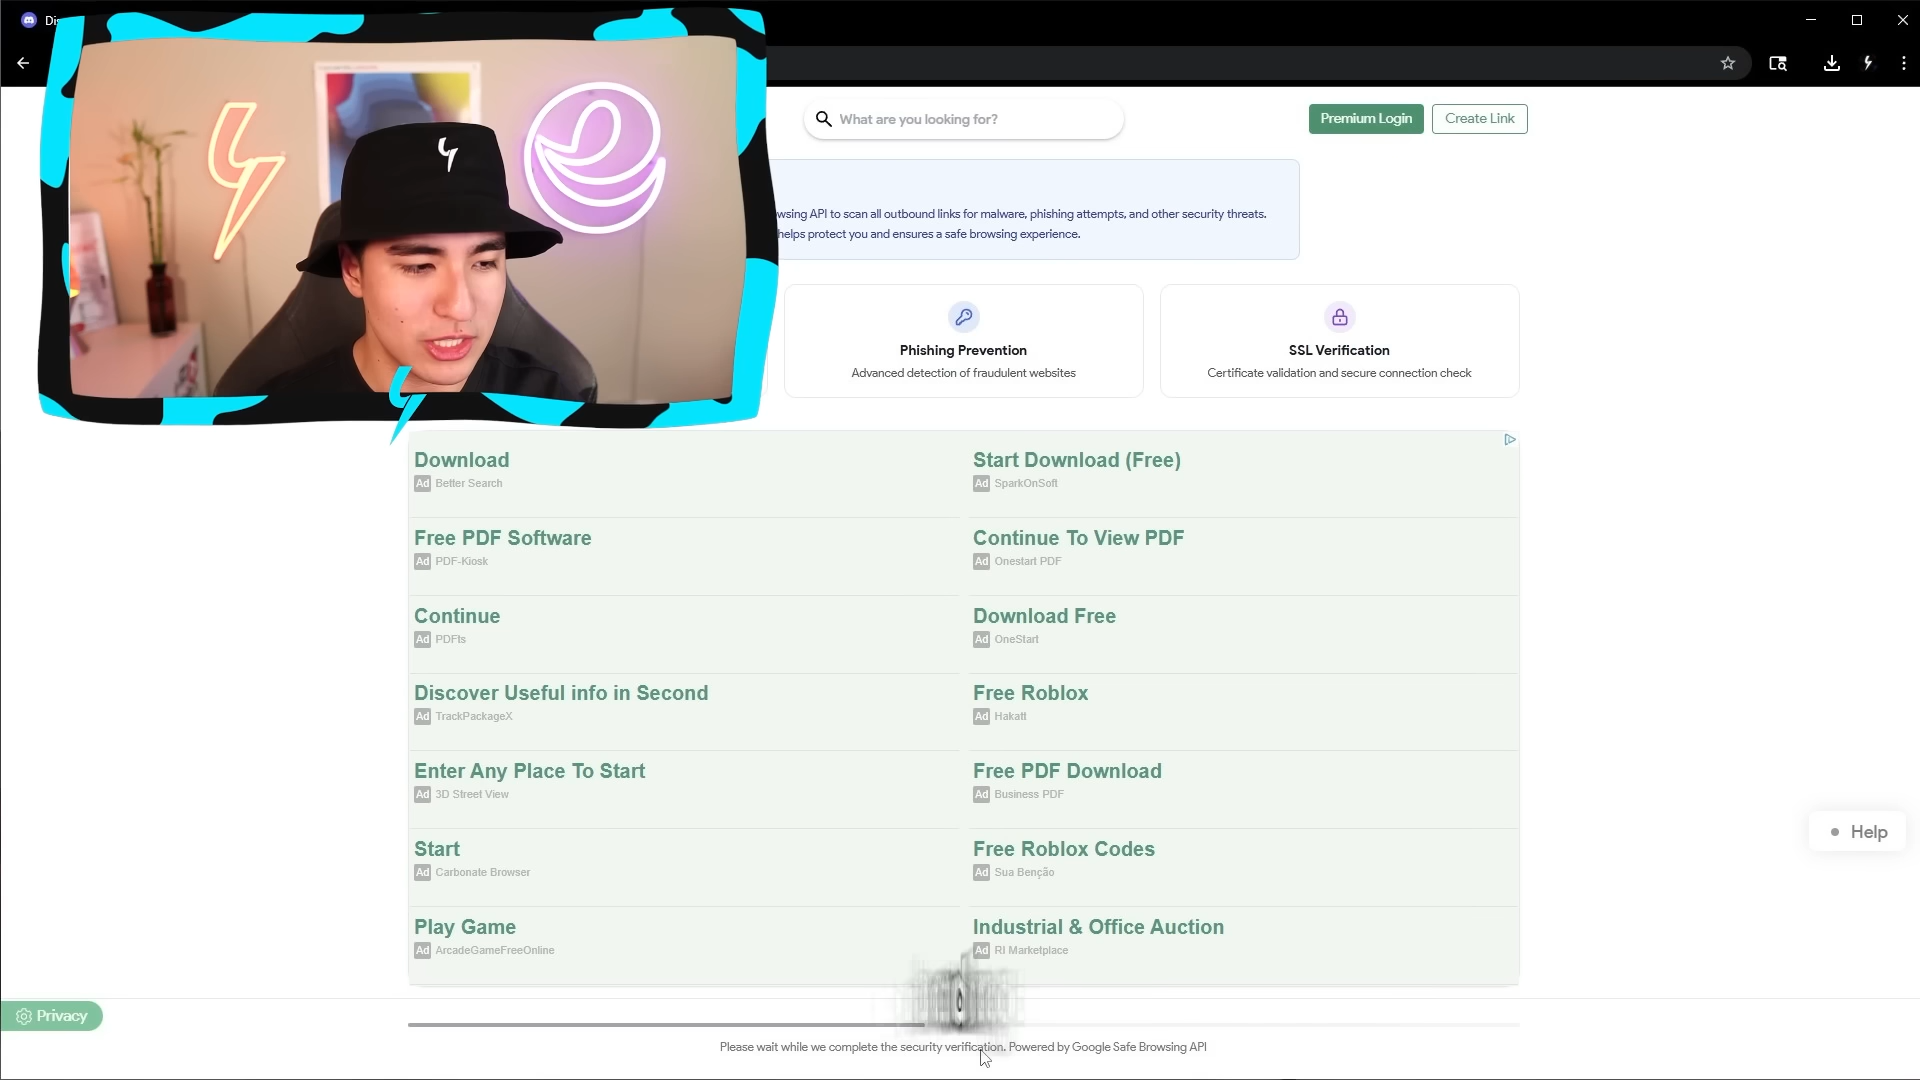 Dis
What are you looking for?
Premium Login
Create Link
wsing API to scan all outbound links for malware, phishing attempts, and other security threats.
helps protect you and ensures a safe browsing experience.
Phishing Prevention
Advanced detection of fraudulent websites
SSL Verification
Certificate validation and secure connection check
Download
Ad Better Search
Start Download (Free)
Ad SparkOnSoft
Free PDF Software
Ad PDF-Kiosk
Continue To View PDF
Ad Onestart PDF
Continue
Ad PDFts
Download Free
Ad OneStart
Discover Useful info in Second
Ad TrackPackageX
Free Roblox
Ad Hakatt
Enter Any Place To Start
Ad 3D Street View
Free PDF Download
Ad Business PDF
Start
Ad Carbonate Browser
Free Roblox Codes
Ad Sua Benção
Play Game
Ad ArcadeGameFreeOnline
Industrial & Office Auction
Ad RI Marketplace
Help
Privacy
Please wait while we complete the security verification. Powered by Google Safe Browsing API